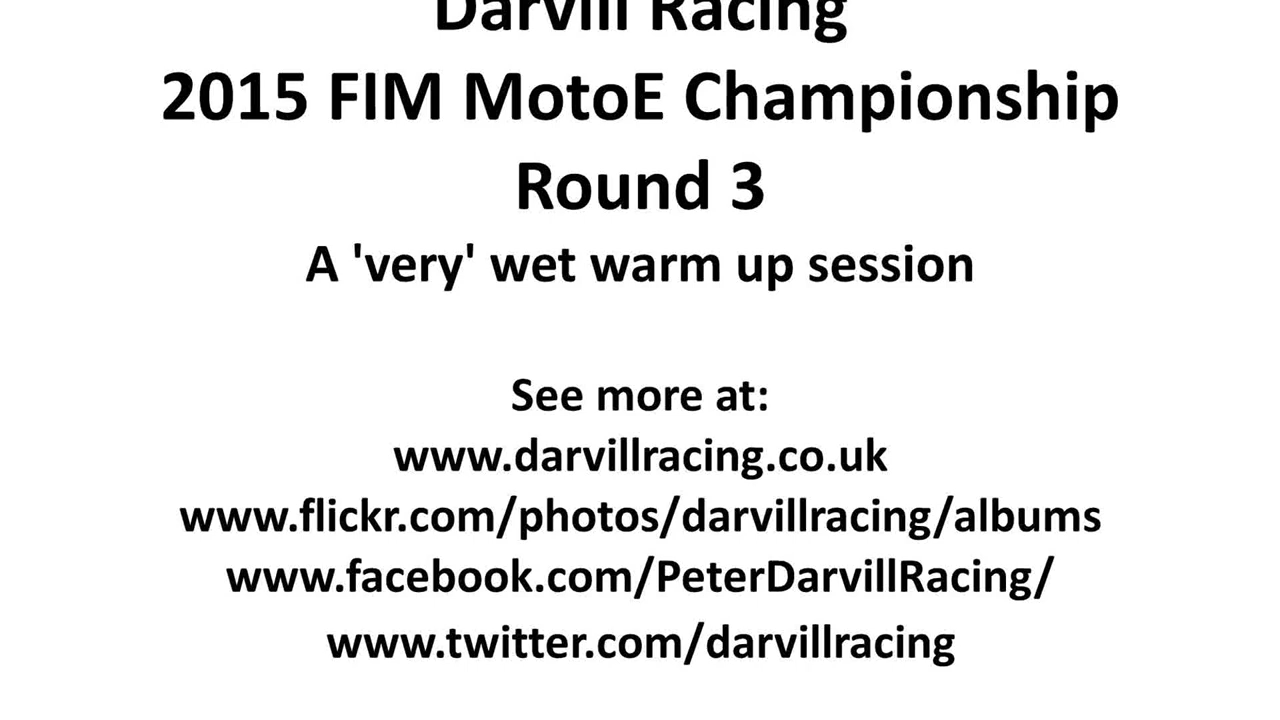 Darvill Racing
2015 FIM MotoE Championship
Round 3
A 'very' wet warm up session
See more at:
www.darvillracing.co.uk
www.flickr.com/photos/darvillracing/albums
www.facebook.com/PeterDarvillRacing/
www.twitter.com/darvillracing